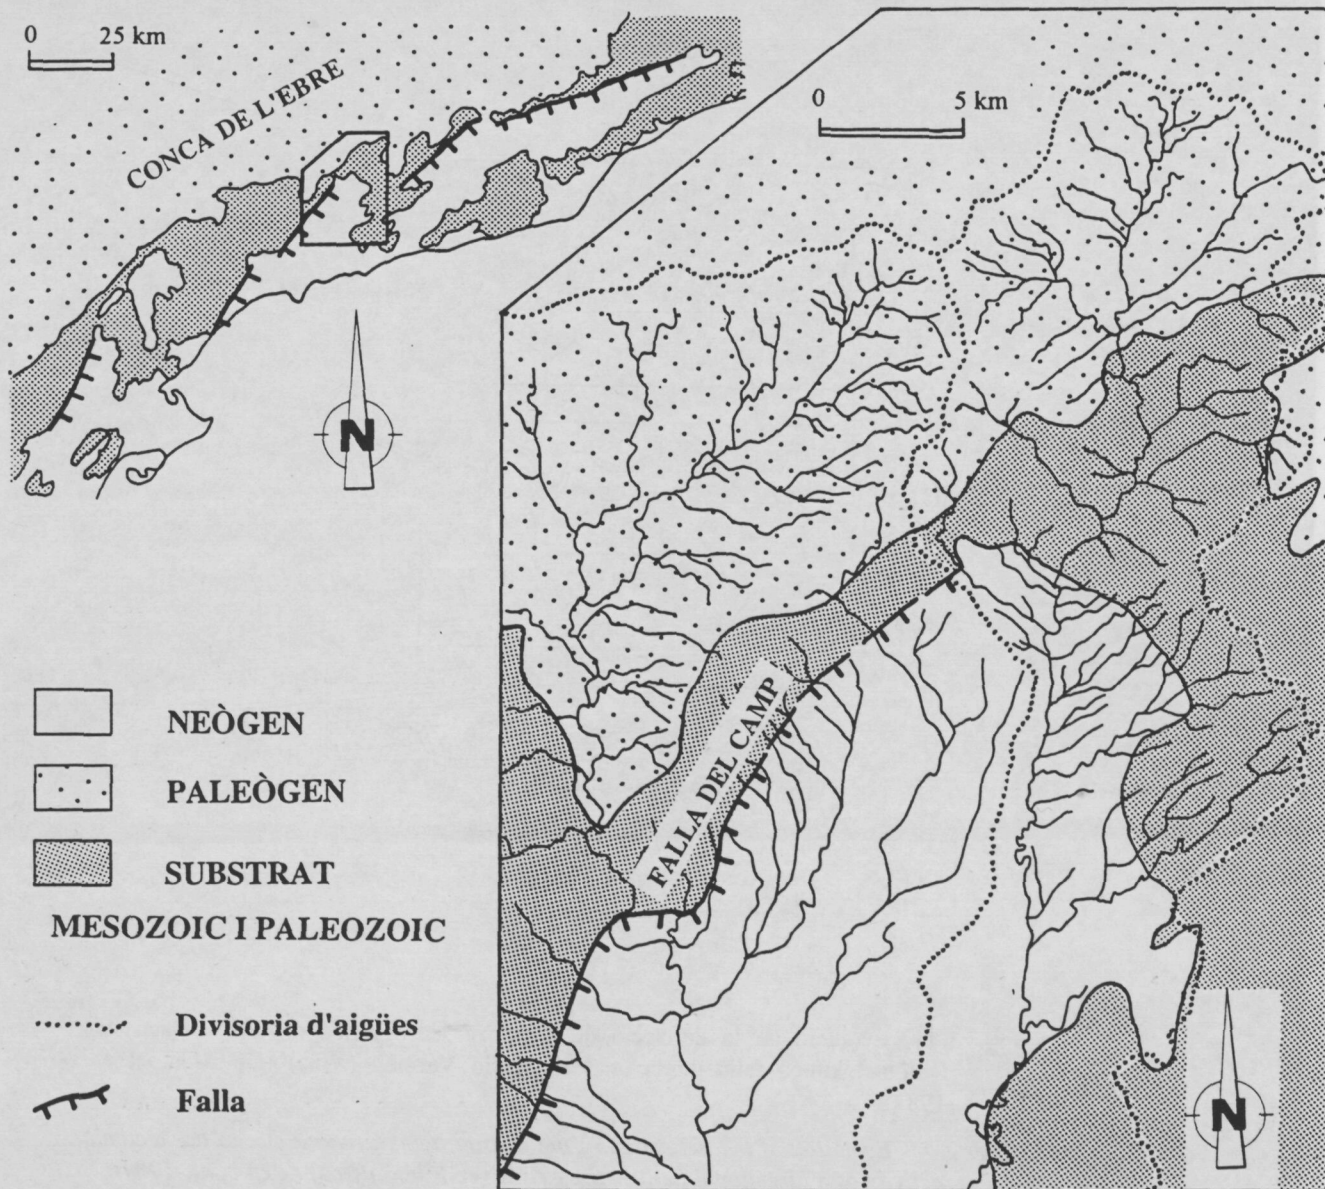 0 25 km
CONCA DE L'EBRE
0 5 km
N
FALLA DEL CAMP
NEÒGEN
PALEÒGEN
SUBSTRAT
MESOZOIC I PALEOZOIC
Divisoria d'aigües
Falla
N